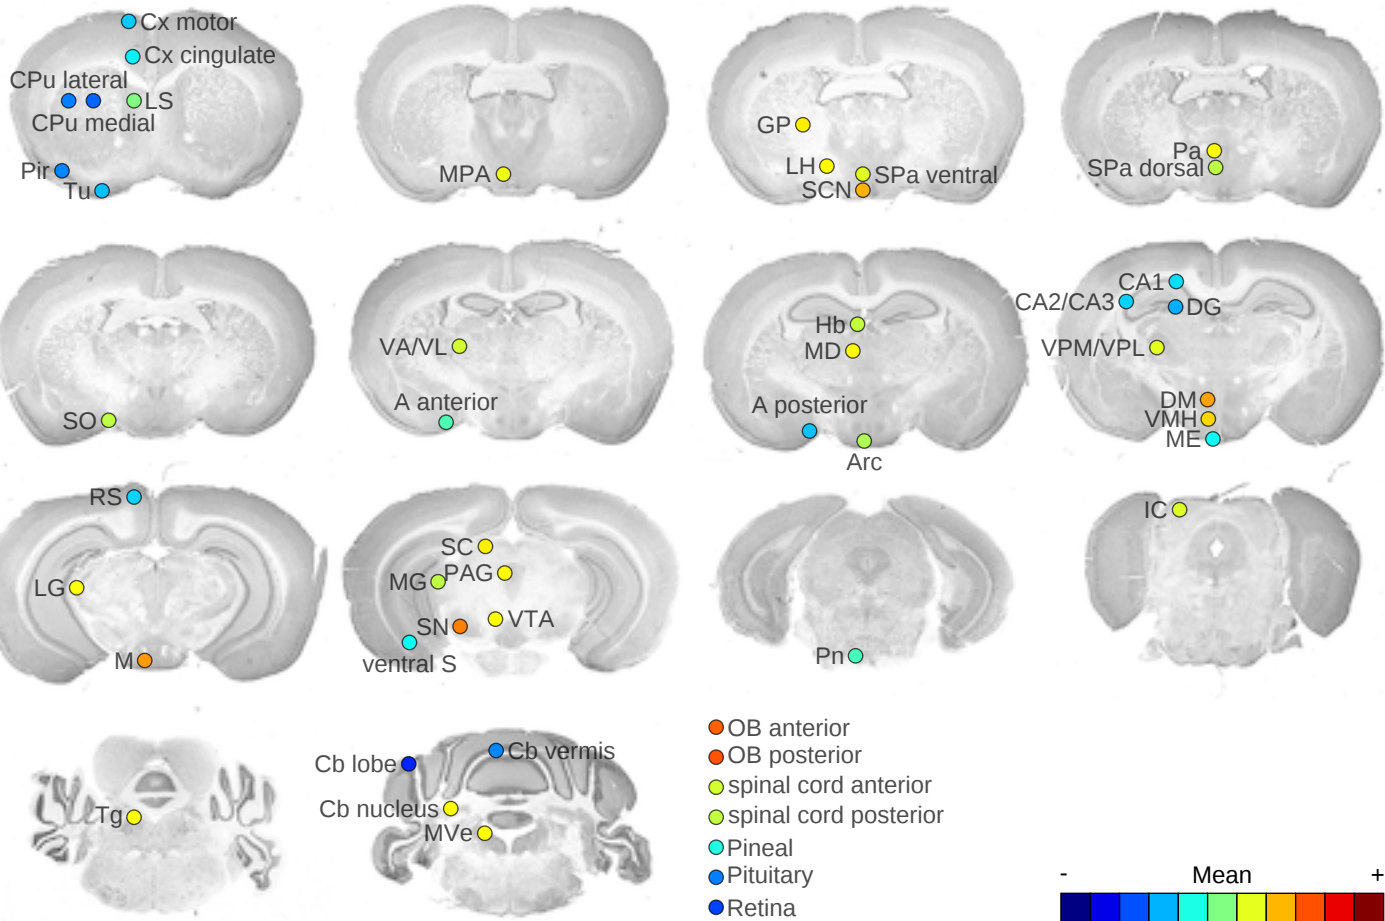 Cx motor
Cx cingulate
CPu lateral
LS
CPu medial
Pir
Tu
MPA
GP
LH
SPa ventral
SCN
Pa
SPa dorsal
SO
VA/VL
A anterior
Hb
MD
A posterior
Arc
CA1
CA2/CA3
DG
VPM/VPL
DM
VMH
ME
RS
LG
M
SC
PAG
MG
VTA
SN
ventral S
Pn
IC
Tg
Cb lobe
Cb vermis
Cb nucleus
MVe
OB anterior
OB posterior
spinal cord anterior
spinal cord posterior
Pineal
Pituitary
Retina
- Mean +